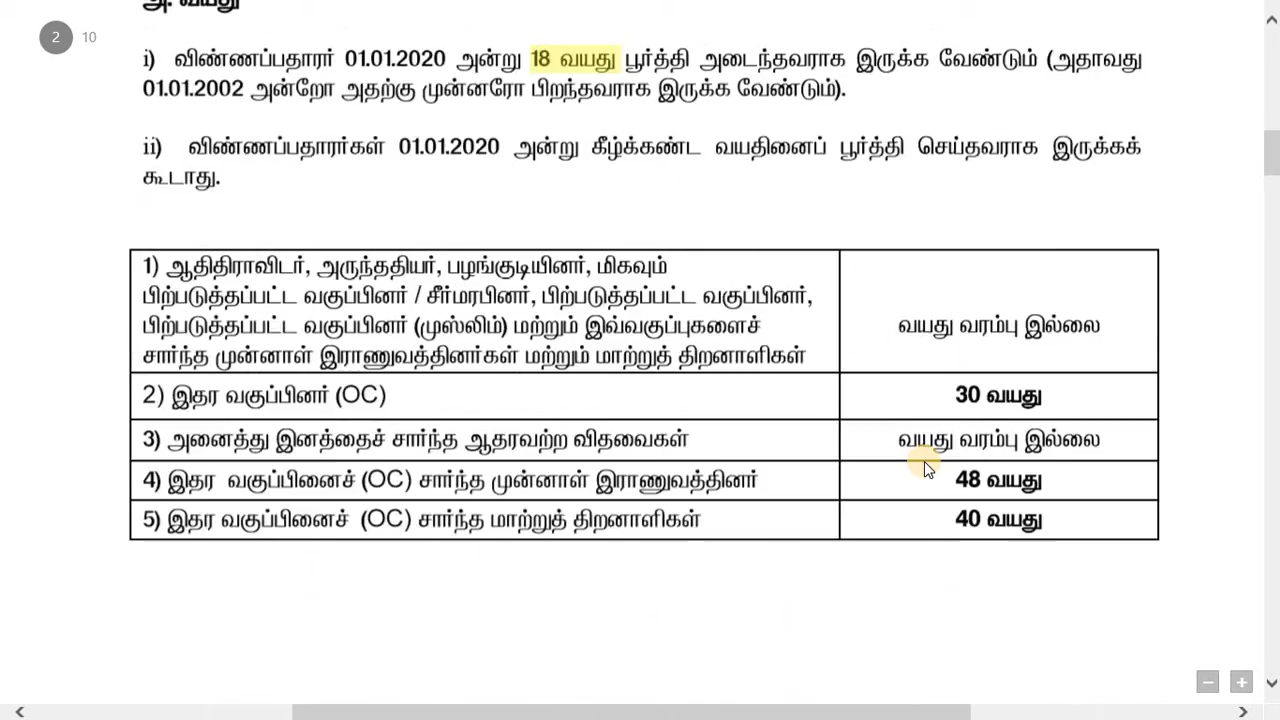 அ. வயது
2 10
i) விண்ணப்பதாரர் 01.01.2020 அன்று 18 வயது பூர்த்தி அடைந்தவராக இருக்க வேண்டும் (அதாவது
01.01.2002 அன்றோ அதற்கு முன்னரோ பிறந்தவராக இருக்க வேண்டும்).
ii) விண்ணப்பதாரர்கள் 01.01.2020 அன்று கீழ்க்கண்ட வயதினைப் பூர்த்தி செய்தவராக இருக்கக்
கூடாது.
1) ஆதிதிராவிடர், அருந்ததியர், பழங்குடியினர், மிகவும்
பிற்படுத்தப்பட்ட வகுப்பினர் / சீர்மரபினர், பிற்படுத்தப்பட்ட வகுப்பினர்,
பிற்படுத்தப்பட்ட வகுப்பினர் (முஸ்லிம்) மற்றும் இவ்வகுப்புகளைச்
சார்ந்த முன்னாள் இராணுவத்தினர்கள் மற்றும் மாற்றுத் திறனாளிகள்
வயது வரம்பு இல்லை
2) இதர வகுப்பினர் (OC) 30 வயது
3) அனைத்து இனத்தைச் சார்ந்த ஆதரவற்ற விதவைகள் வயது வரம்பு இல்லை
4) இதர வகுப்பினைச் (OC) சார்ந்த முன்னாள் இராணுவத்தினர் 48 வயது
5) இதர வகுப்பினைச் (OC) சார்ந்த மாற்றுத் திறனாளிகள் 40 வயது